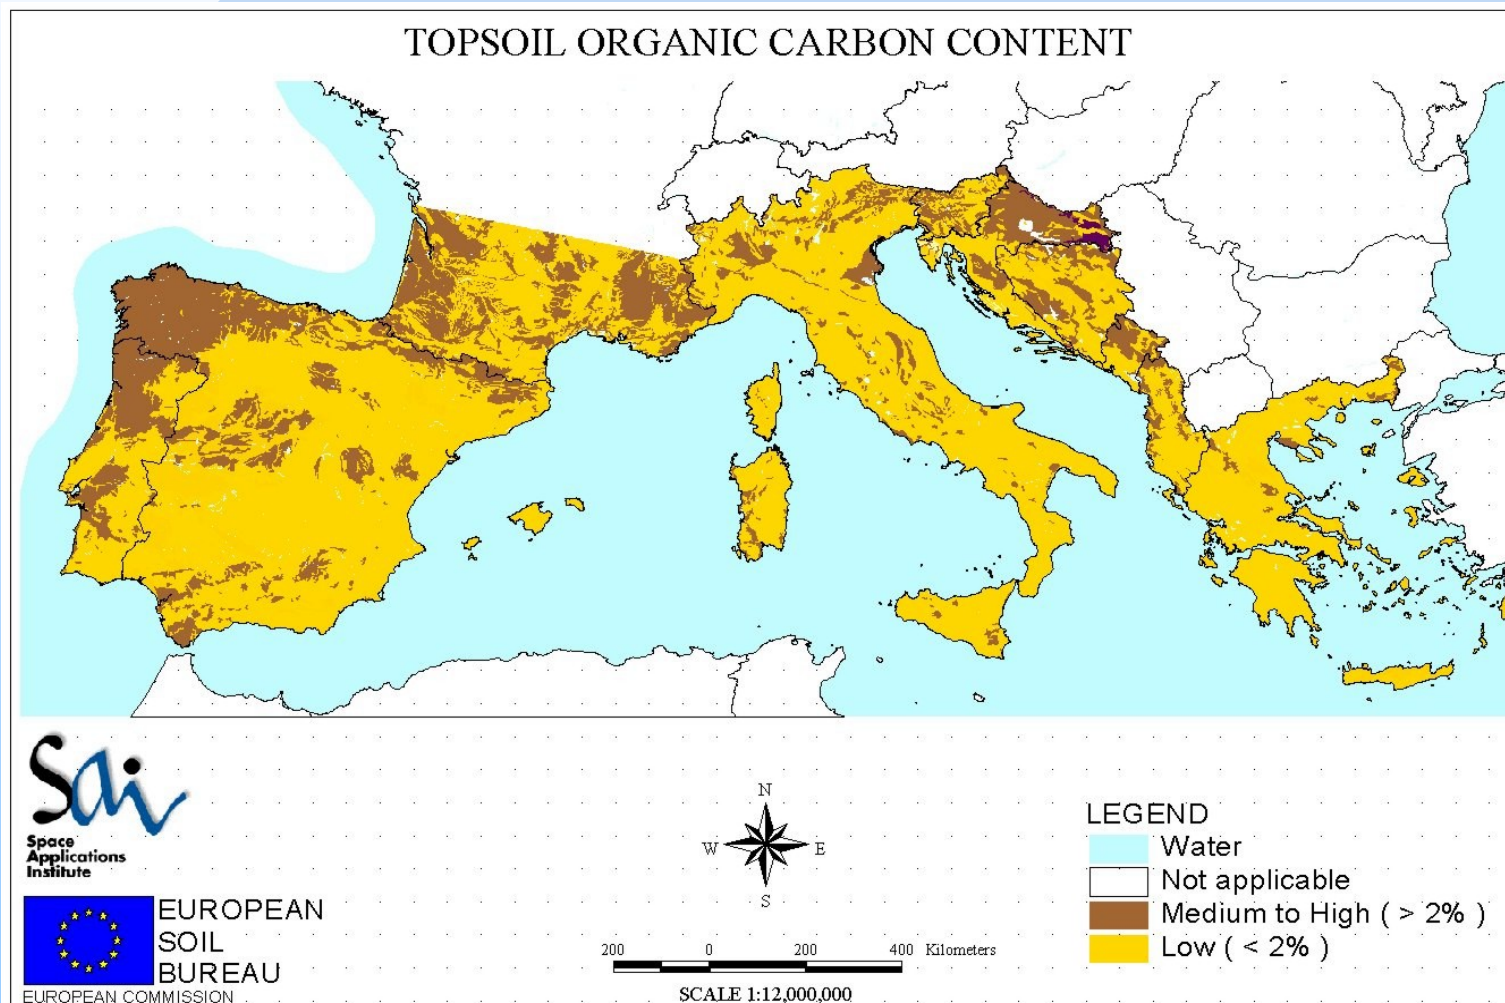 TOPSOIL ORGANIC CARBON CONTENT
Sai
Space
Applications
Institute
EUROPEAN
SOIL
BUREAU
EUROPEAN COMMISSION
N
W E
S
200 0 200 400 Kilometers
SCALE 1:12,000,000
LEGEND
Water
Not applicable
Medium to High ( > 2% )
Low ( < 2% )